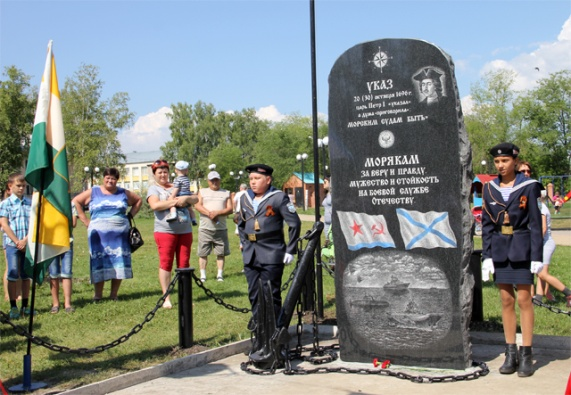 УКАЗ
20 (30) октября 1696 г.
царь Петр I "указал"
а дума "приговорила"
"МОРСКИМ СУДАМ БЫТЬ"
МОРЯКАМ
ЗА ВЕРУ И ПРАВДУ,
МУЖЕСТВО И СТОЙКОСТЬ
НА БОЕВОЙ СЛУЖБЕ
ОТЕЧЕСТВУ